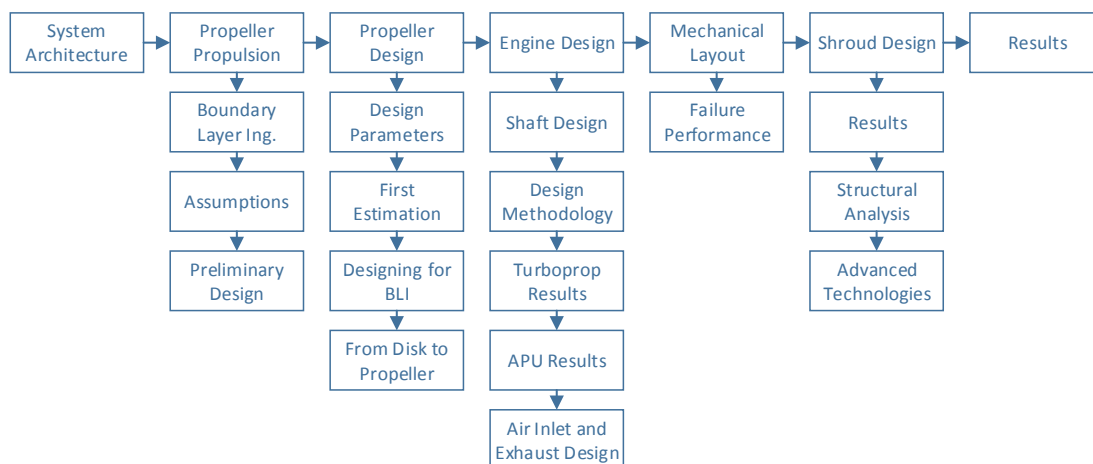 System
Architecture
Propeller
Propulsion
Propeller
Design
Engine Design
Mechanical
Layout
Shroud Design
Results
Boundary
Layer Ing.
Design
Parameters
Shaft Design
Failure
Performance
Results
Assumptions
First
Estimation
Design
Methodology
Structural
Analysis
Preliminary
Design
Designing for
BLI
Turboprop
Results
Advanced
Technologies
From Disk to
Propeller
APU Results
Air Inlet and
Exhaust Design